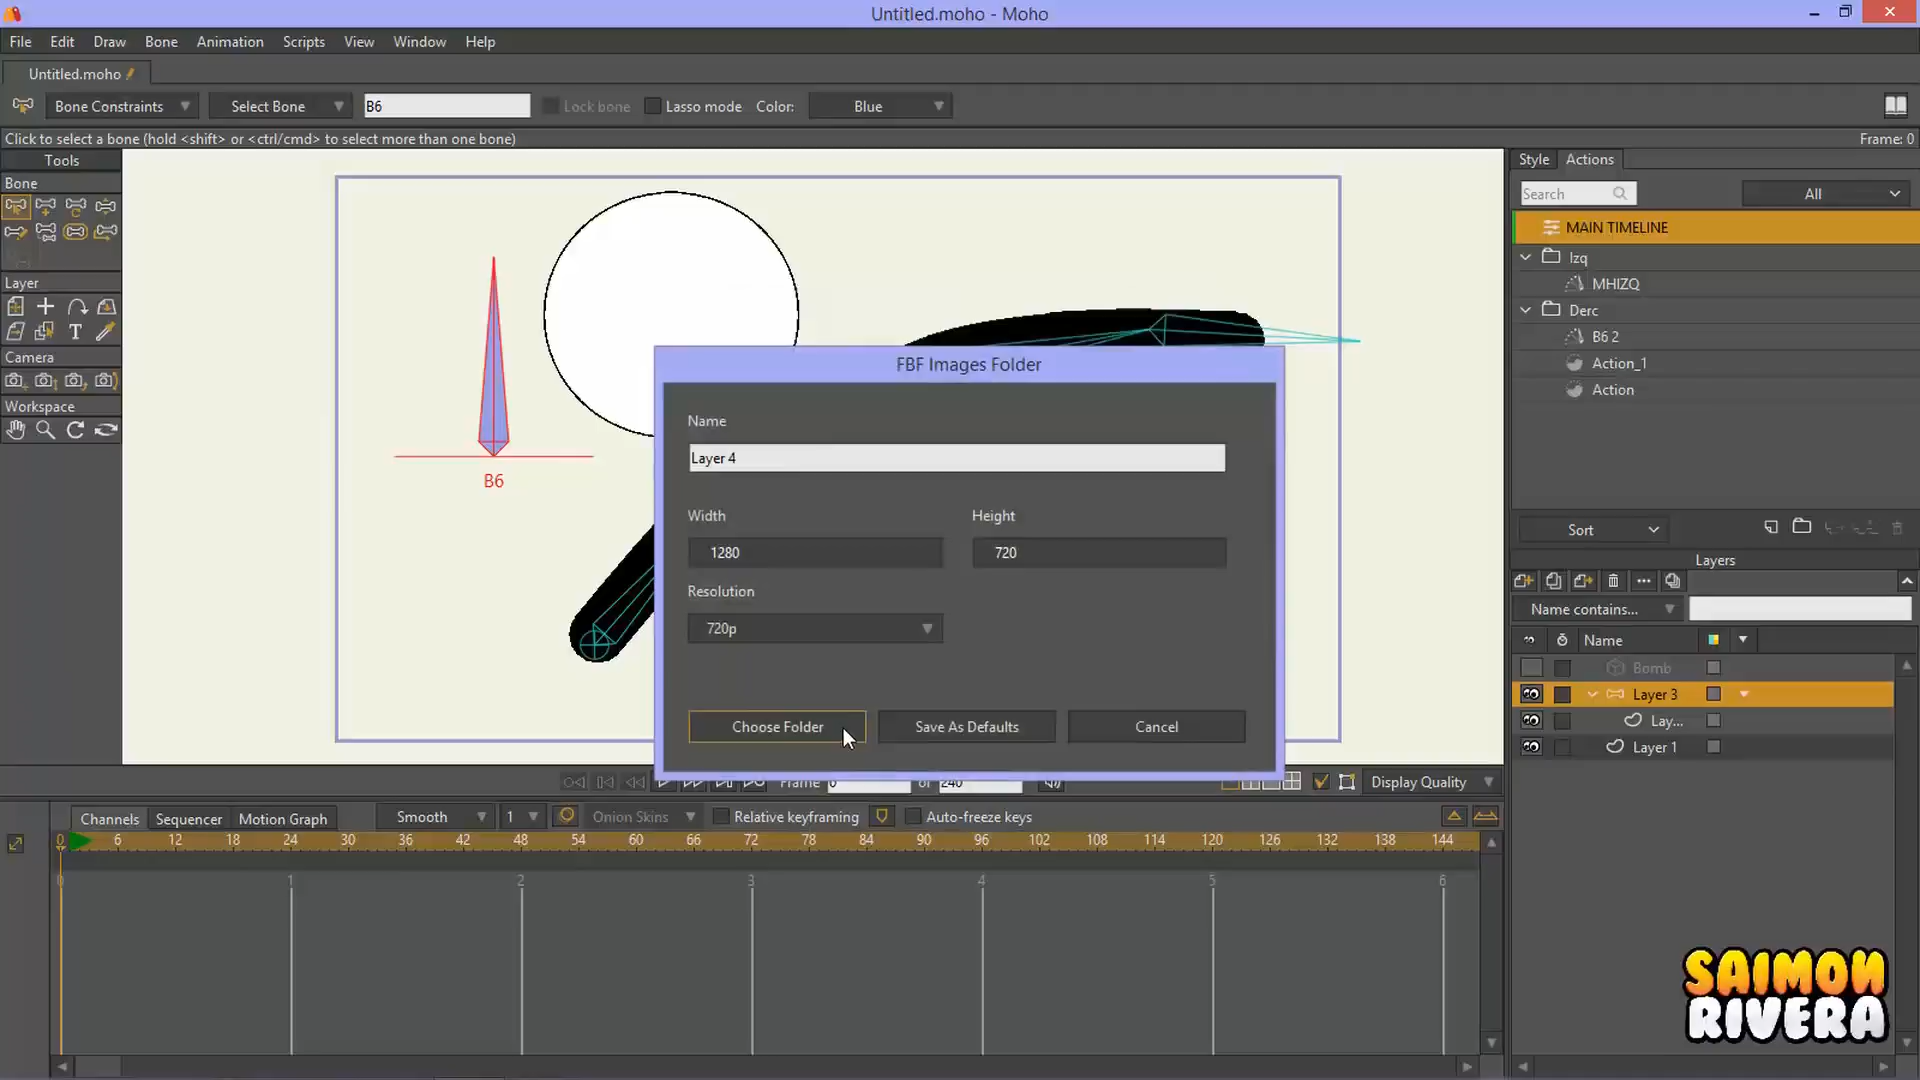 Untitled.moho - Moho
File Edit Draw Bone Animation Scripts View Window Help
Untitled.moho
Bone Constraints Select Bone B6 Lock bone Lasso mode Color: Blue
Click to select a bone (hold <shift> or <ctrl/cmd> to select more than one bone) Frame: 0
Tools
Bone
Layer
Camera
Workspace
B6
FBF Images Folder
Name
Layer 4
Width Height
1280 720
Resolution
720p
Choose Folder Save As Defaults Cancel
Style Actions
Search All
MAIN TIMELINE
Izq
MHIZQ
Derc
B6 2
Action_1
Action
Sort
Layers
Name contains...
Name
Bomb
Layer 3
Lay...
Layer 1
Frame 0 of 240 Display Quality
Channels Sequencer Motion Graph Smooth 1 Onion Skins Relative keyframing Auto-freeze keys
0 6 12 18 24 30 36 42 48 54 60 66 72 78 84 90 96 102 108 114 120 126 132 138 144
0 1 2 3 4 5 6
SAIMON
RIVERA